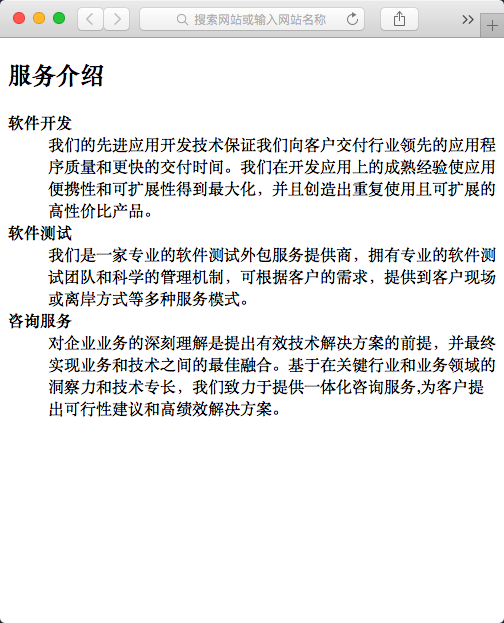 搜索网站或输入网站名称
服务介绍
软件开发
我们的先进应用开发技术保证我们向客户交付行业领先的应用程
序质量和更快的交付时间。我们在开发应用上的成熟经验使应用
便携性和可扩展性得到最大化，并且创造出重复使用且可扩展的
高性价比产品。
软件测试
我们是一家专业的软件测试外包服务提供商，拥有专业的软件测
试团队和科学的管理机制，可根据客户的需求，提供到客户现场
或离岸方式等多种服务模式。
咨询服务
对企业业务的深刻理解是提出有效技术解决方案的前提，并最终
实现业务和技术之间的最佳融合。基于在关键行业和业务领域的
洞察力和技术专长，我们致力于提供一体化咨询服务,为客户提
出可行性建议和高绩效解决方案。